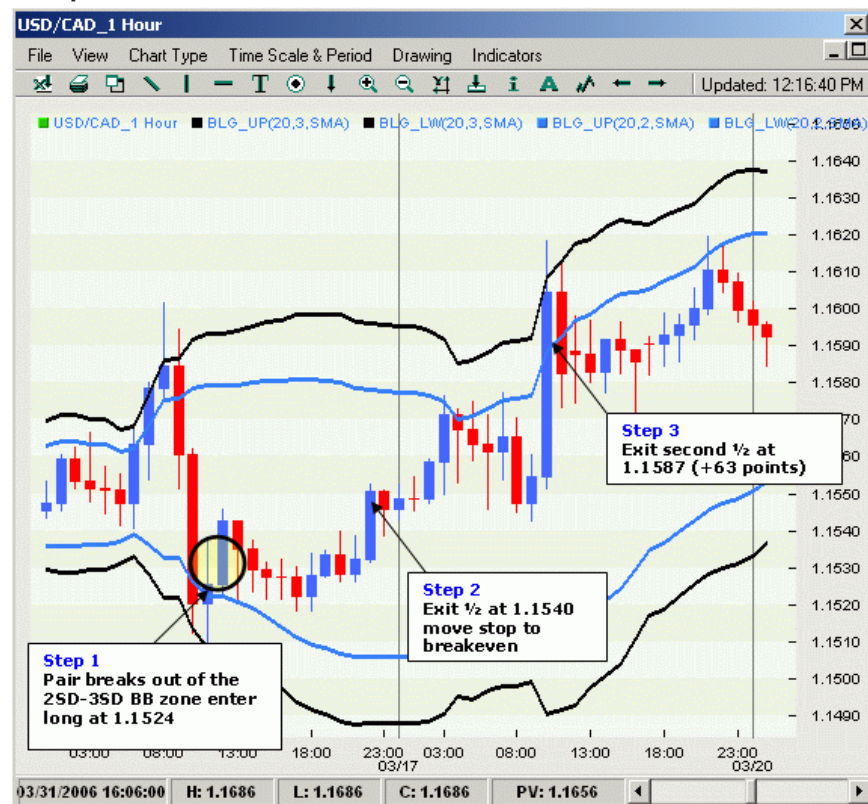 USD/CAD_1 Hour
File View Chart Type Time Scale & Period Drawing Indicators
T i A Updated: 12:16:40 PM
USD/CAD_1 Hour BLG_UP(20,3,SMA) BLG_LW(20,3,SMA) BLG_UP(20,2,SMA) BLG_LW(20,2,SMA)
1.1640
1.1630
1.1620
1.1610
1.1600
1.1590
1.1580
70
60
1.1550
1.1540
1.1530
1.1520
1.1510
1.1500
1.1490
Step 3
Exit second ½ at
1.1587 (+63 points)
Step 2
Exit ½ at 1.1540
move stop to
breakeven
Step 1
Pair breaks out of the
2SD-3SD BB zone enter
long at 1.1524
03:00 08:00 13:00 18:00 23:00 03:00 08:00 13:00 18:00 23:00
03/17 03/20
03/31/2006 16:06:00 H: 1.1686 L: 1.1686 C: 1.1686 PV: 1.1656